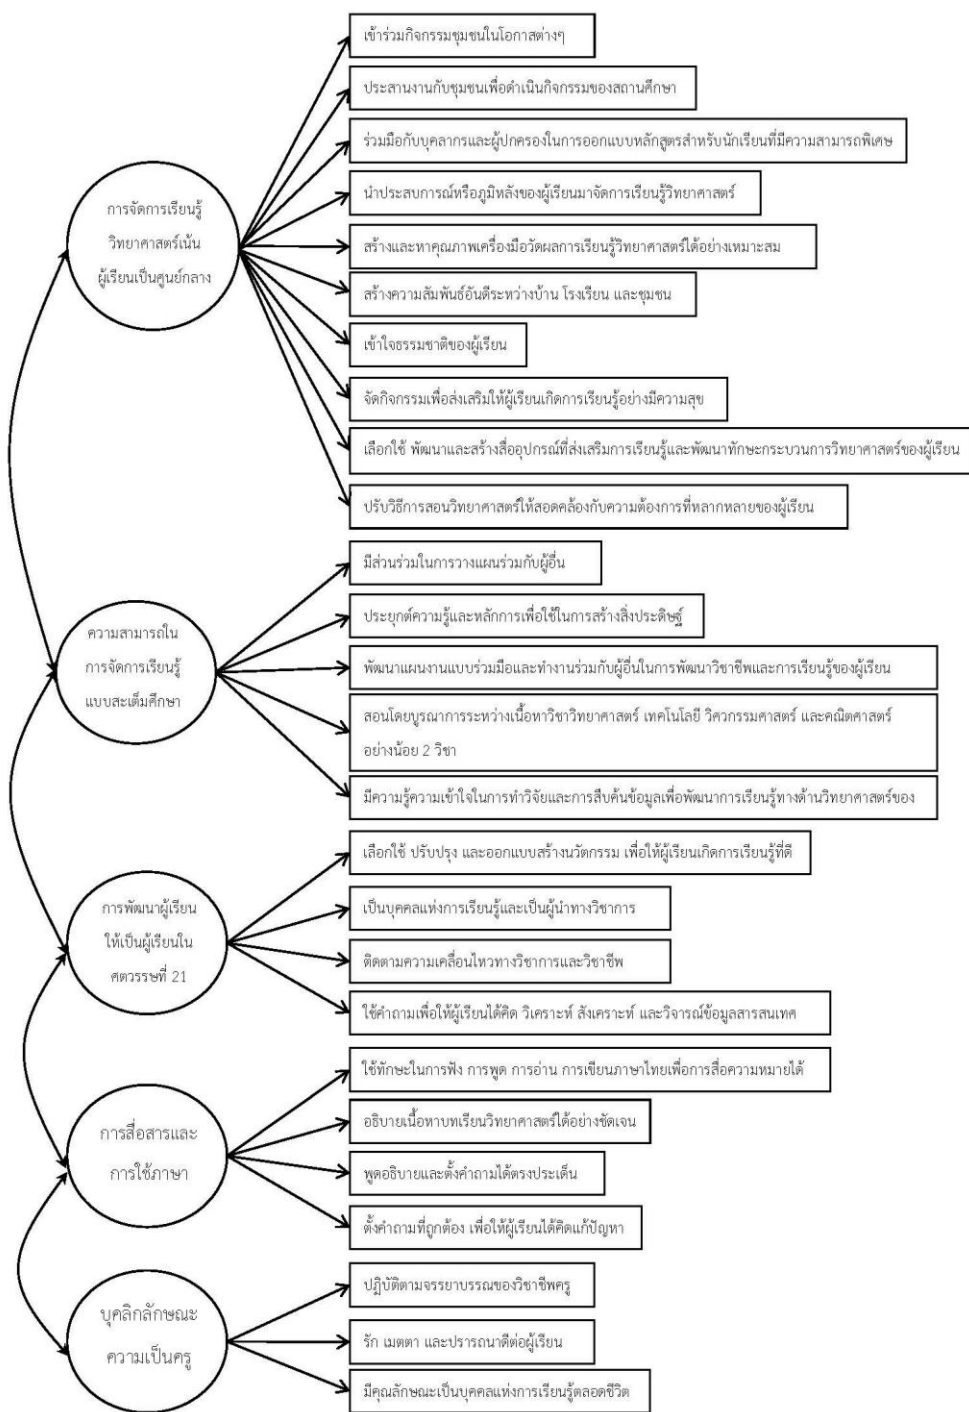 การจัดการเรียนรู้
วิทยาศาสตร์เน้น
ผู้เรียนเป็นศูนย์กลาง
เข้าร่วมกิจกรรมชุมชนในโอกาสต่างๆ
ประสานงานกับชุมชนเพื่อดำเนินกิจกรรมของสถานศึกษา
ร่วมมือกับบุคลากรและผู้ปกครองในการออกแบบหลักสูตรสำหรับนักเรียนที่มีความสามารถพิเศษ
นำประสบการณ์หรือภูมิหลังของผู้เรียนมาจัดการเรียนรู้วิทยาศาสตร์
สร้างและหาคุณภาพเครื่องมือวัดผลการเรียนรู้วิทยาศาสตร์ได้อย่างเหมาะสม
สร้างความสัมพันธ์อันดีระหว่างบ้าน โรงเรียน และชุมชน
เข้าใจธรรมชาติของผู้เรียน
จัดกิจกรรมเพื่อส่งเสริมให้ผู้เรียนเกิดการเรียนรู้อย่างมีความสุข
เลือกใช้ พัฒนาและสร้างสื่ออุปกรณ์ที่ส่งเสริมการเรียนรู้และพัฒนาทักษะกระบวนการวิทยาศาสตร์ของผู้เรียน
ปรับวิธีการสอนวิทยาศาสตร์ให้สอดคล้องกับความต้องการที่หลากหลายของผู้เรียน
ความสามารถใน
การจัดการเรียนรู้
แบบสะเต็มศึกษา
มีส่วนร่วมในการวางแผนร่วมกับผู้อื่น
ประยุกต์ความรู้และหลักการเพื่อใช้ในการสร้างสิ่งประดิษฐ์
พัฒนาแผนงานแบบร่วมมือและทำงานร่วมกับผู้อื่นในการพัฒนาวิชาชีพและการเรียนรู้ของผู้เรียน
สอนโดยบูรณาการระหว่างเนื้อหาวิชาวิทยาศาสตร์ เทคโนโลยี วิศวกรรมศาสตร์ และคณิตศาสตร์
อย่างน้อย 2 วิชา
มีความรู้ความเข้าใจในการทำวิจัยและการสืบค้นข้อมูลเพื่อพัฒนาการเรียนรู้ทางด้านวิทยาศาสตร์ของ
การพัฒนาผู้เรียน
ให้เป็นผู้เรียนใน
ศตวรรษที่ 21
เลือกใช้ ปรับปรุง และออกแบบสร้างนวัตกรรม เพื่อให้ผู้เรียนเกิดการเรียนรู้ที่ดี
เป็นบุคคลแห่งการเรียนรู้และเป็นผู้นำทางวิชาการ
ติดตามความเคลื่อนไหวทางวิชาการและวิชาชีพ
ใช้คำถามเพื่อให้ผู้เรียนได้คิด วิเคราะห์ สังเคราะห์ และวิจารณ์ข้อมูลสารสนเทศ
การสื่อสารและ
การใช้ภาษา
ใช้ทักษะในการฟัง การพูด การอ่าน การเขียนภาษาไทยเพื่อการสื่อความหมายได้
อธิบายเนื้อหาบทเรียนวิทยาศาสตร์ได้อย่างชัดเจน
พูดอธิบายและตั้งคำถามได้ตรงประเด็น
ตั้งคำถามที่ถูกต้อง เพื่อให้ผู้เรียนได้คิดแก้ปัญหา
บุคลิกลักษณะ
ความเป็นครู
ปฏิบัติตามจรรยาบรรณของวิชาชีพครู
รัก เมตตา และปรารถนาดีต่อผู้เรียน
มีคุณลักษณะเป็นบุคคลแห่งการเรียนรู้ตลอดชีวิต